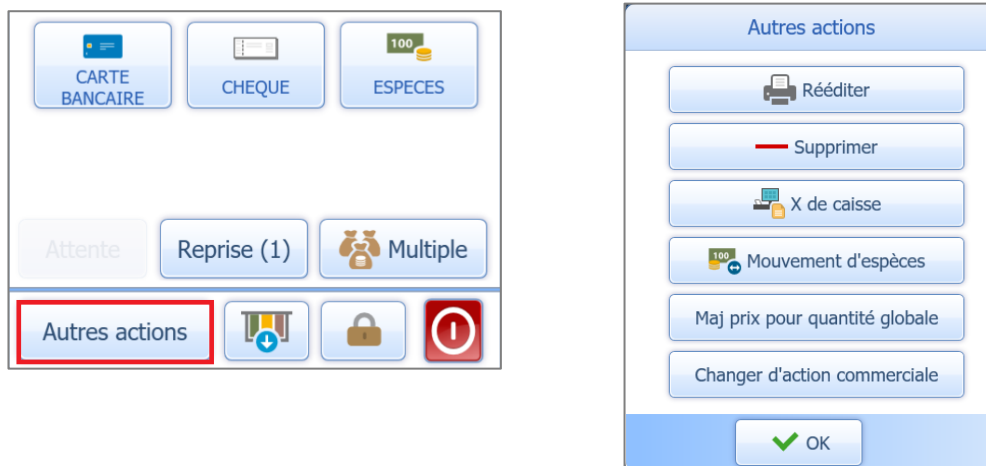 CARTE
BANCAIRE
CHEQUE
100
ESPECES
Attente
Reprise (1)
Multiple
Autres actions
Autres actions
Rééditer
Supprimer
X de caisse
100
Mouvement d'espèces
Maj prix pour quantité globale
Changer d'action commerciale
OK